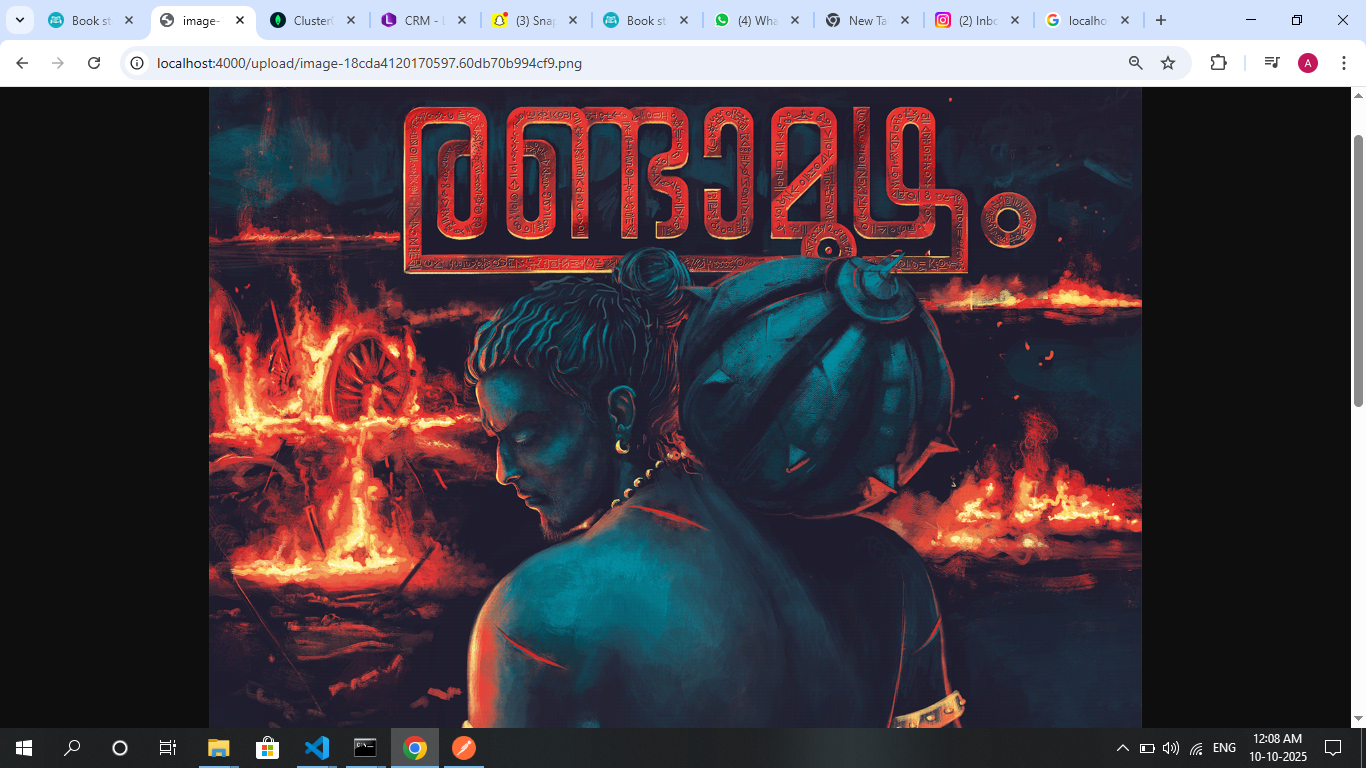 Book st
image-
Cluster
CRM - L
(3) Snap
Book st
(4) Wha
New Ta
(2) Inbo
localho
localhost:4000/upload/image-18cda4120170597.60db70b994cf9.png
A
രണ്ടാമൂഴം
ENG
12:08 AM
10-10-2025